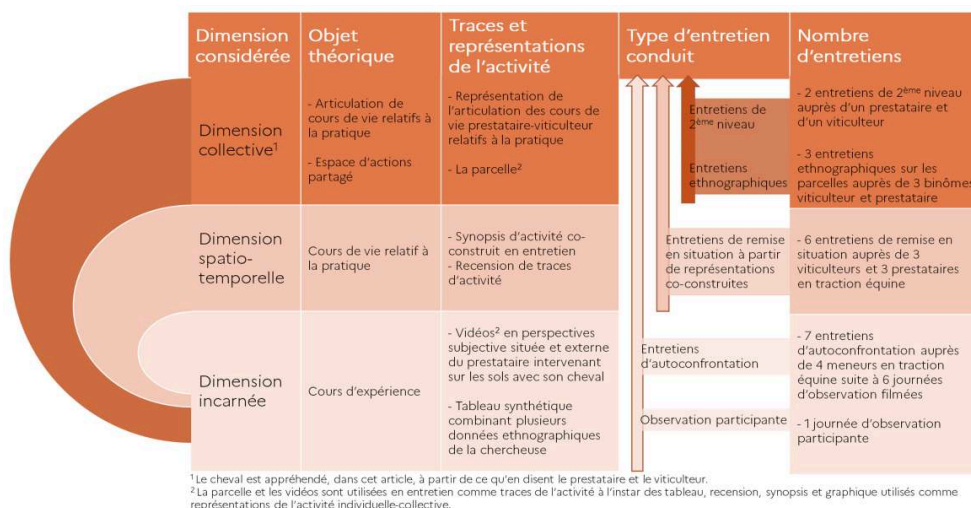 Dimension
considérée
Objet
théorique
Traces et
représentations
de l'activité
Type d'entretien
conduit
Nombre
d'entretiens
Dimension
collective¹
- Articulation de
cours de vie relatifs à
la pratique
- Espace d'actions
partagé
- Représentation de
l'articulation des cours de
vie prestataire-viticulteur
relatifs à la pratique
- La parcelle²
Entretiens de
2ème niveau
Entretiens
ethnographiques
- 2 entretiens de 2ème niveau
auprès d'un prestataire et
d'un viticulteur
- 3 entretiens
ethnographiques sur les
parcelles auprès de 3 binômes
viticulteur et prestataire
Dimension
spatio-
temporelle
Cours de vie relatif à
la pratique
- Synopsis d'activité co-
construit en entretien
- Recension de traces
d'activité
Entretiens de remise en
situation à partir
de représentations
co-construites
- 6 entretiens de remise en
situation auprès de 3
viticulteurs et 3 prestataires
en traction équine
Dimension
incarnée
Cours d'expérience
- Vidéos² en perspectives
subjective située et externe
du prestataire intervenant
sur les sols avec son cheval
- Tableau synthétique
combinant plusieurs
données ethnographiques
de la chercheuse
Entretiens
d'autoconfrontation
Observation participante
- 7 entretiens
d'autoconfrontation auprès
de 4 meneurs en traction
équine suite à 6 journées
d'observation filmées
- 1 journée d'observation
participante
¹ Le cheval est appréhendé, dans cet article, à partir de ce qu'en disent le prestataire et le viticulteur.
² La parcelle et les vidéos sont utilisées en entretien comme traces de l'activité à l'instar des tableau, recension, synopsis et graphique utilisés comme
représentations de l'activité individuelle-collective.